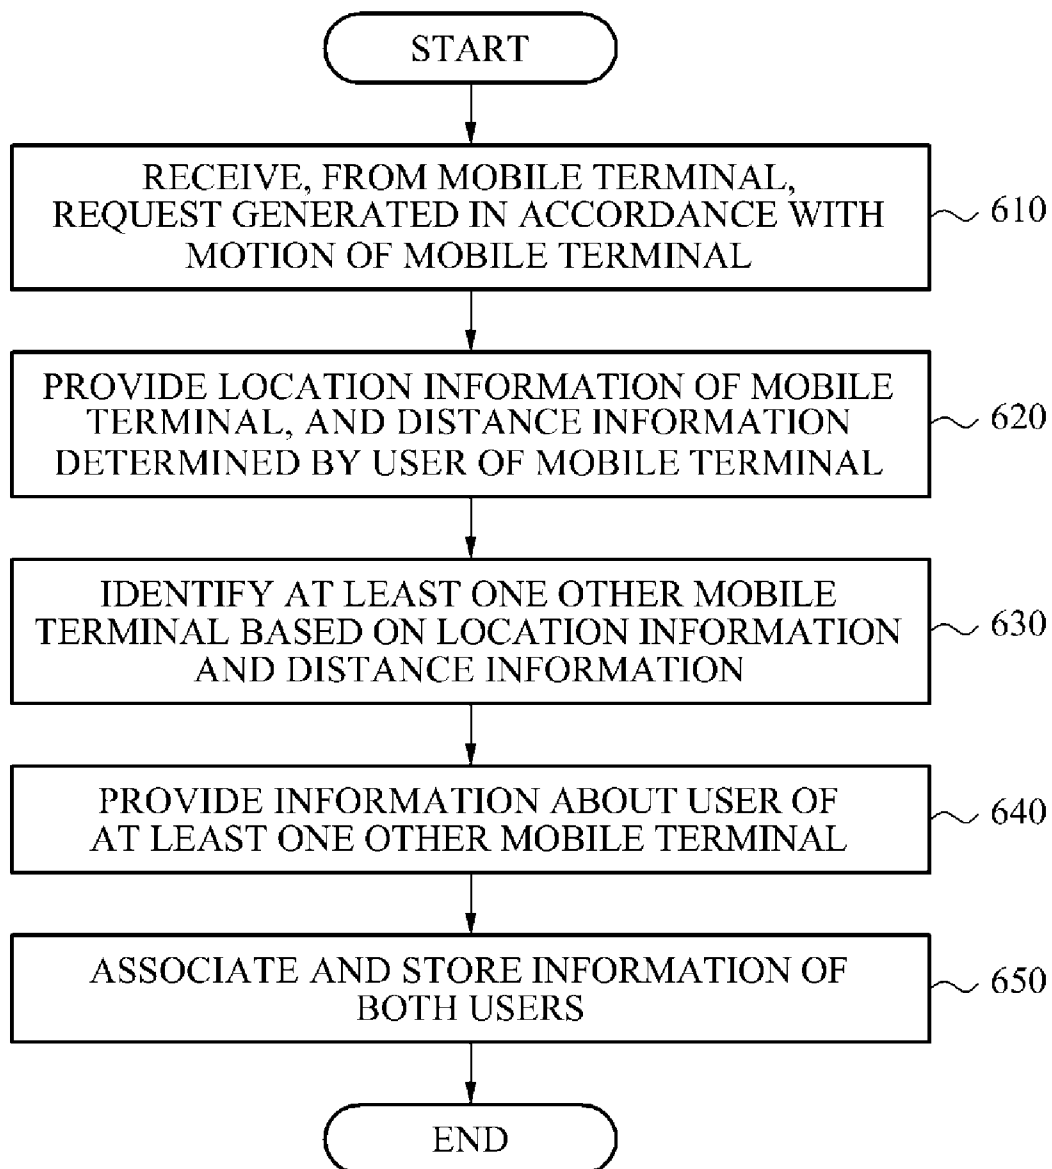 START
RECEIVE, FROM MOBILE TERMINAL,
REQUEST GENERATED IN ACCORDANCE WITH
MOTION OF MOBILE TERMINAL
610
PROVIDE LOCATION INFORMATION OF MOBILE
TERMINAL, AND DISTANCE INFORMATION
DETERMINED BY USER OF MOBILE TERMINAL
620
IDENTIFY AT LEAST ONE OTHER MOBILE
TERMINAL BASED ON LOCATION INFORMATION
AND DISTANCE INFORMATION
630
PROVIDE INFORMATION ABOUT USER OF
AT LEAST ONE OTHER MOBILE TERMINAL
640
ASSOCIATE AND STORE INFORMATION OF
BOTH USERS
650
END